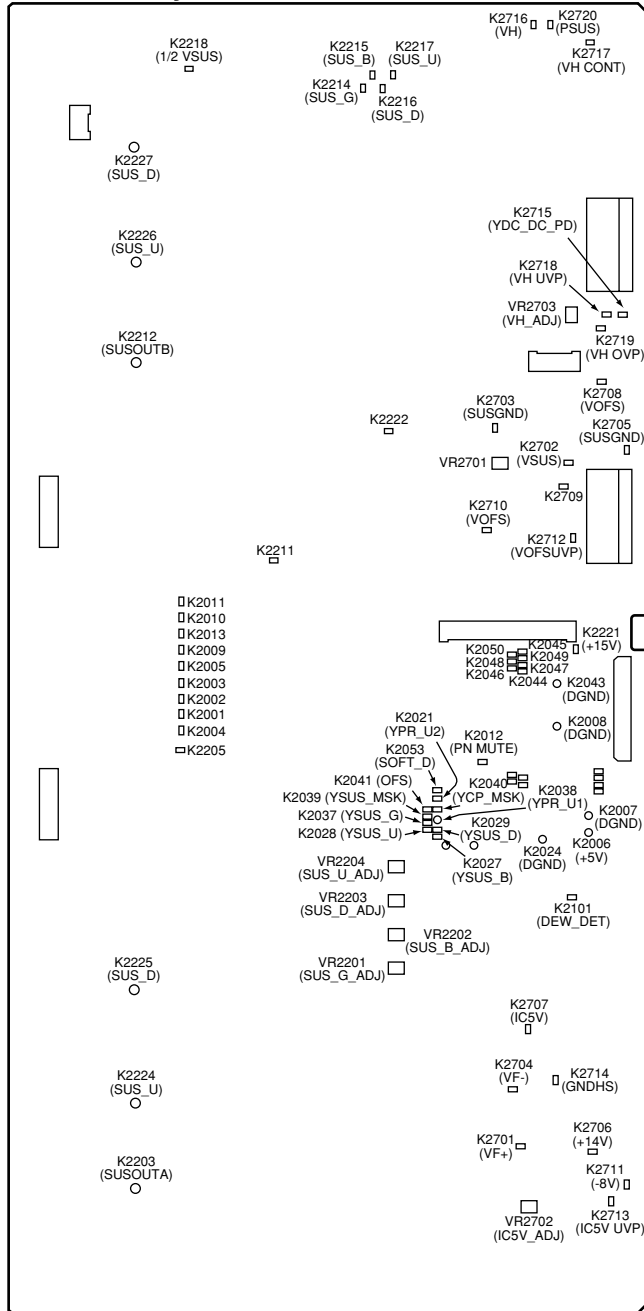 K2716
(VH)
K2720
(PSUS)
K2717
(VH CONT)
K2218
(1/2 VSUS)
K2215
(SUS_B)
K2217
(SUS_U)
K2214
(SUS_G)
K2216
(SUS_D)
K2227
(SUS_D)
K2226
(SUS_U)
K2212
(SUSOUTB)
K2715
(YDC_DC_PD)
K2718
(VH UVP)
VR2703
(VH_ADJ)
K2719
(VH OVP)
K2708
(VOFS)
K2703
(SUSGND)
K2705
(SUSGND)
K2222
K2702
(VSUS)
VR2701
K2709
K2710
(VOFS)
K2712
(VOFSUVP)
K2211
K2011
K2010
K2013
K2009
K2005
K2003
K2002
K2001
K2004
K2205
K2221
(+15V)
K2045
K2050
K2049
K2048
K2047
K2046
K2044
K2043
(DGND)
K2008
(DGND)
K2021
(YPR_U2)
K2012
(PN MUTE)
K2053
(SOFT_D)
K2041 (OFS)
K2040
(YCP_MSK)
K2038
(YPR_U1)
K2039 (YSUS_MSK)
K2037 (YSUS_G)
K2029
(YSUS_D)
K2028 (YSUS_U)
K2027
(YSUS_B)
K2007
(DGND)
K2006
(+5V)
K2024
(DGND)
VR2204
(SUS_U_ADJ)
VR2203
(SUS_D_ADJ)
VR2202
(SUS_B_ADJ)
VR2201
(SUS_G_ADJ)
K2101
(DEW_DET)
K2225
(SUS_D)
K2707
(IC5V)
K2224
(SUS_U)
K2704
(VF-)
K2714
(GNDHS)
K2203
(SUSOUTA)
K2701
(VF+)
K2706
(+14V)
K2711
(-8V)
K2713
(IC5V UVP)
VR2702
(IC5V_ADJ)